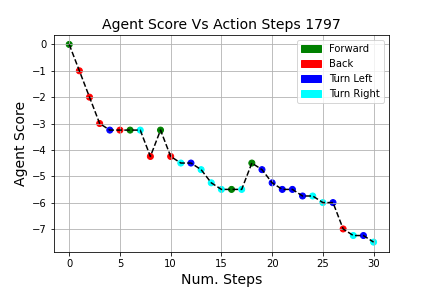 Agent Score Vs Action Steps 1797
Forward
Back
Turn Left
Turn Right
Agent Score
0
−1
−2
−3
−4
−5
−6
−7
0 5 10 15 20 25 30
Num. Steps